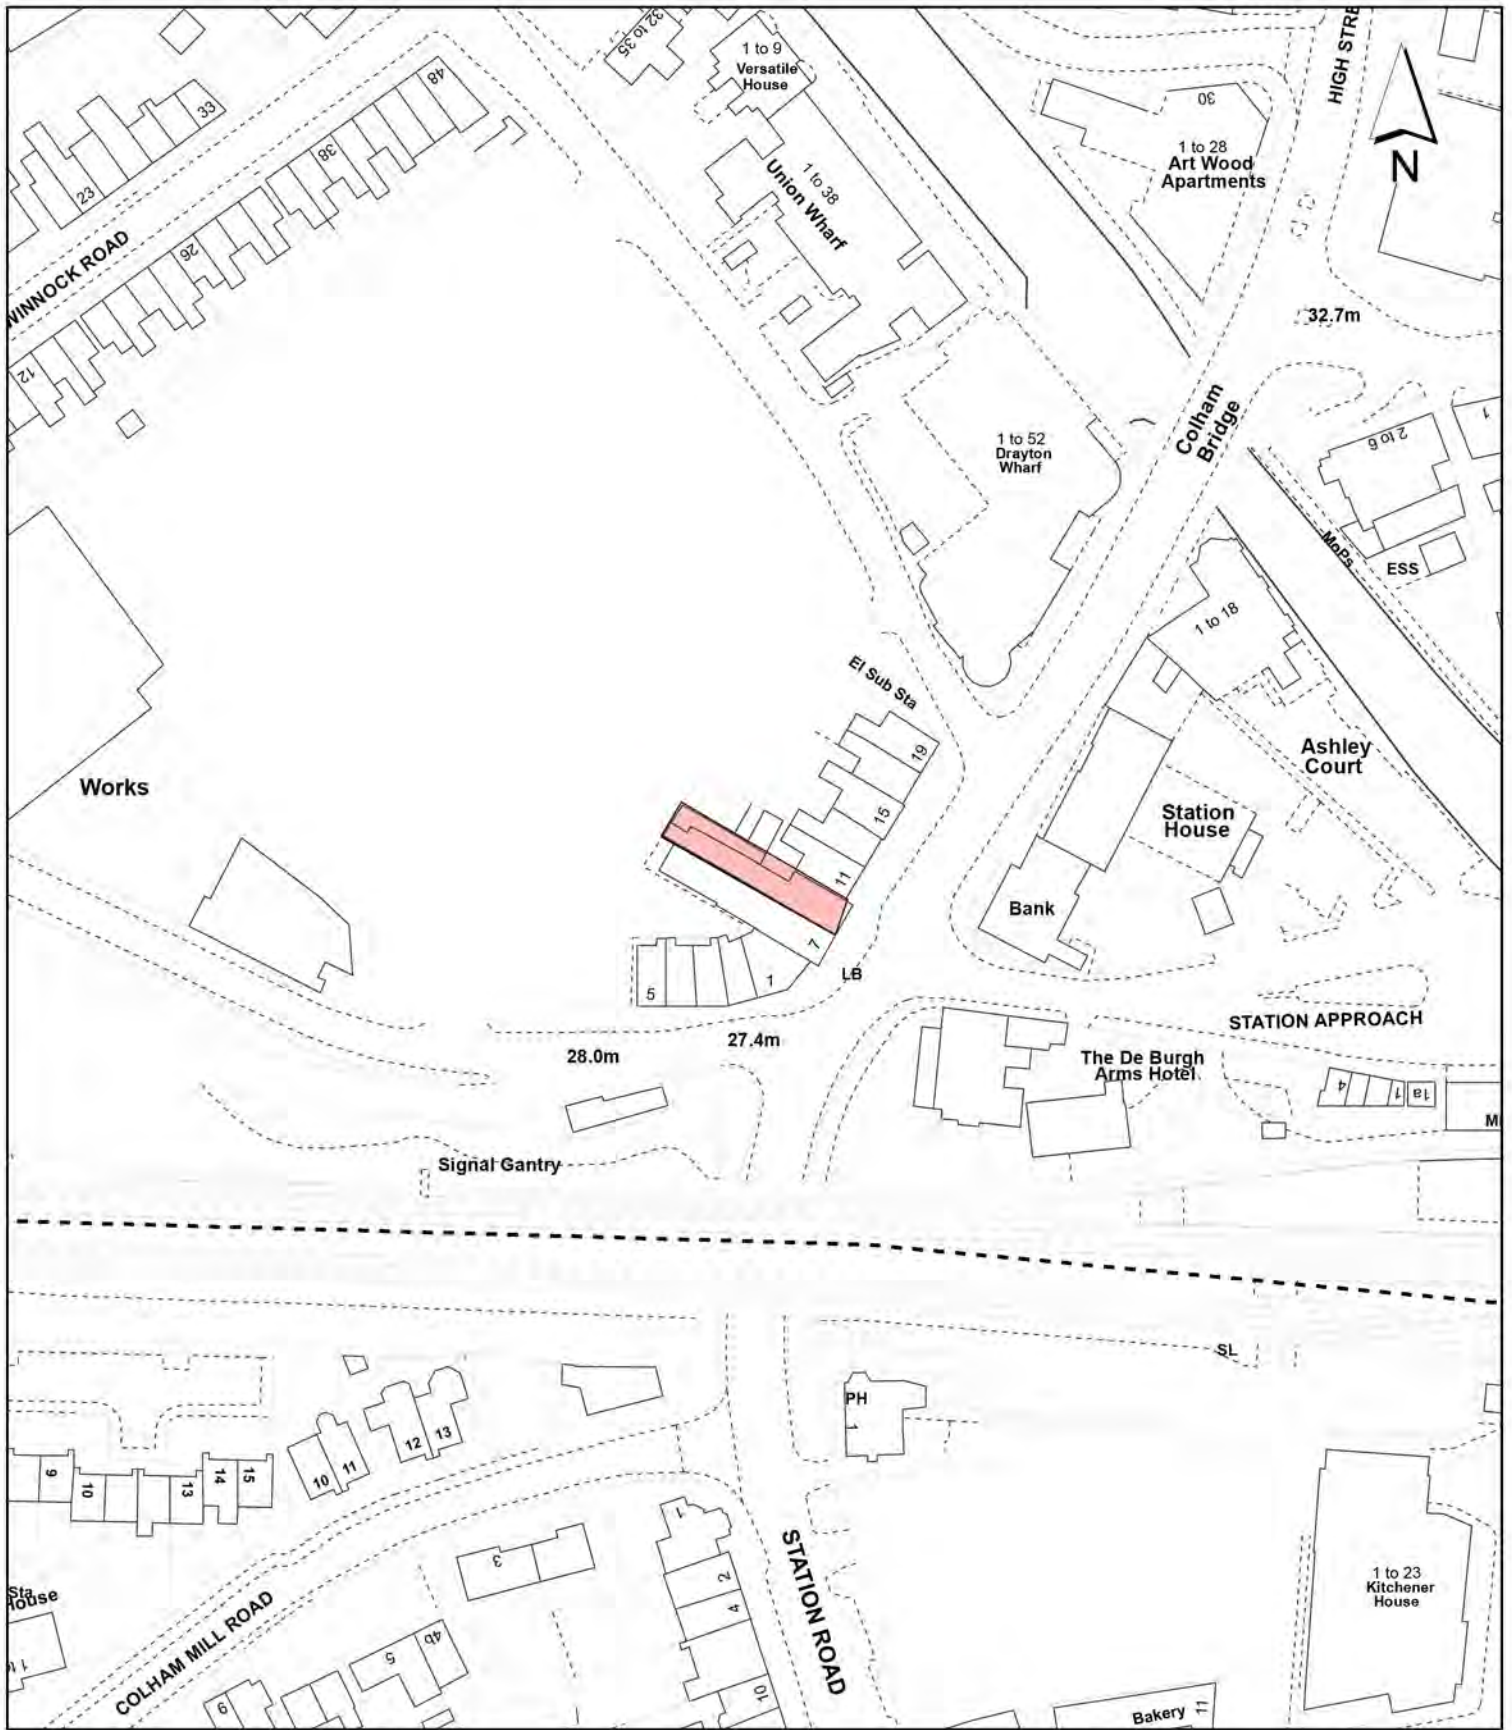 32 to 35
1 to 9
Versatile
House
HIGH STRE
30
1 to 28
Art Wood
Apartments
N
48
33
38
23
26
12
WINNOCK ROAD
1 to 38
Union Wharf
32.7m
Colham
Bridge
1 to 52
Drayton
Wharf
2 to 6
1
MoPs
ESS
1 to 18
El Sub Sta
19
15
11
7
Ashley
Court
Station
House
Works
Bank
LB
5
1
27.4m
28.0m
STATION APPROACH
The De Burgh
Arms Hotel
4
1
1a
Signal Gantry
SL
PH
1
9
10
13
14
15
10
11
12
13
3
1
2
4
10
STATION ROAD
1 to 23
Kitchener
House
Sta
House
COLHAM MILL ROAD
5
4b
9
Bakery
11